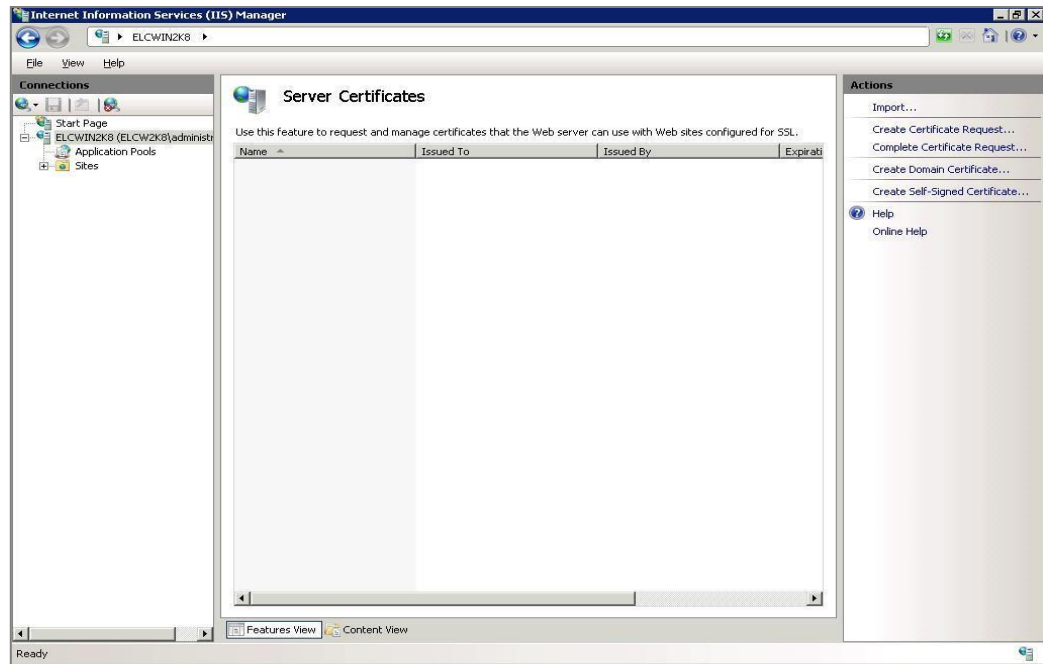 Internet Information Services (IIS) Manager
ELCWIN2K8
File View Help
Connections
Start Page
ELCWIN2K8 (ELCW2K8\administr
Application Pools
Sites
Server Certificates
Use this feature to request and manage certificates that the Web server can use with Web sites configured for SSL.
Name Issued To Issued By Expirati
Features View Content View
Actions
Import...
Create Certificate Request...
Complete Certificate Request...
Create Domain Certificate...
Create Self-Signed Certificate...
Help
Online Help
Ready